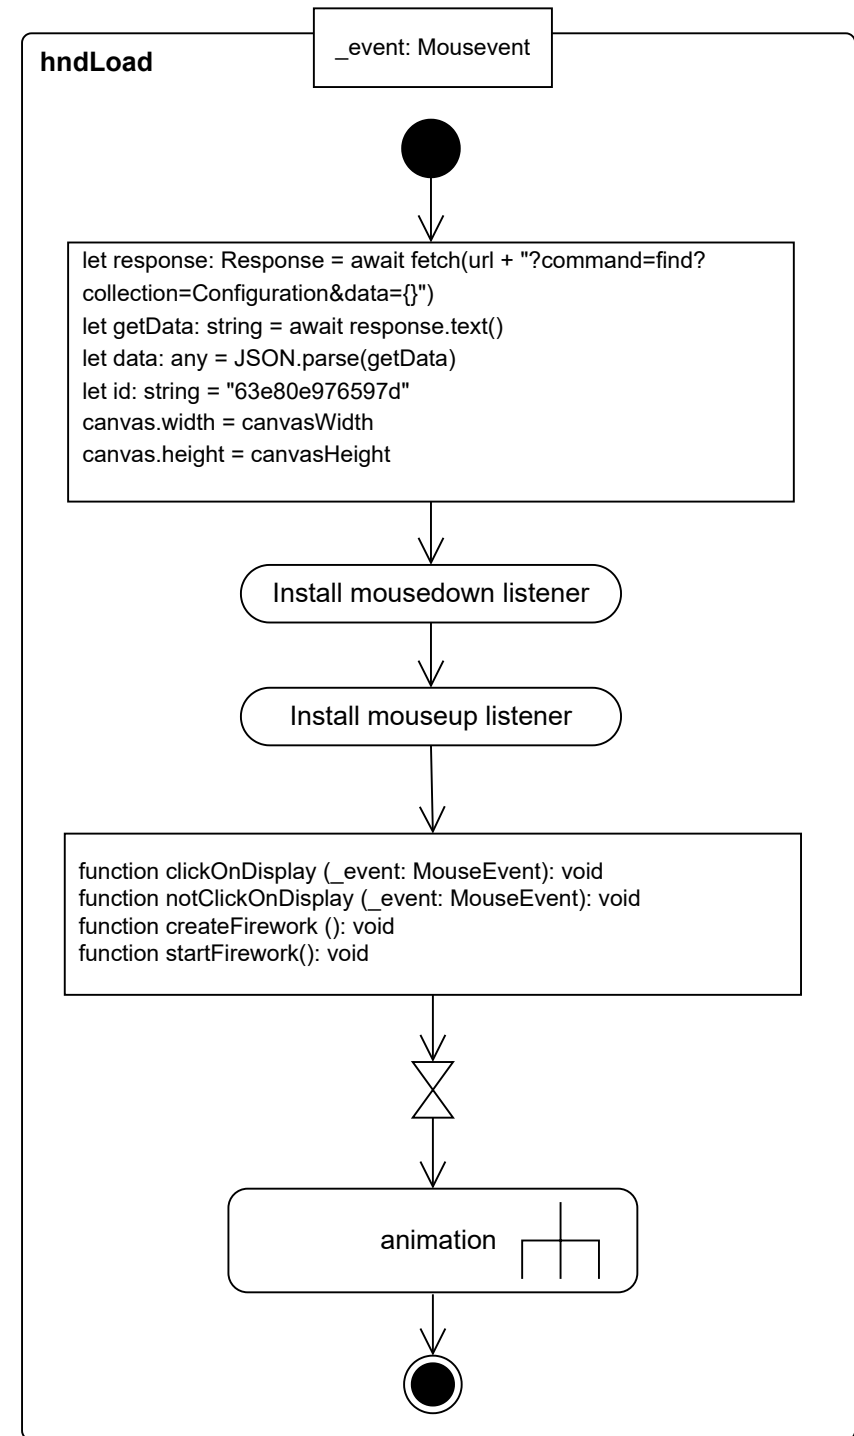 _event: Mousevent
hndLoad
let response: Response = await fetch(url + "?command=find?
collection=Configuration&data={}")
let getData: string = await response.text()
let data: any = JSON.parse(getData)
let id: string = "63e80e976597d"
canvas.width = canvasWidth
canvas.height = canvasHeight
Install mousedown listener
Install mouseup listener
function clickOnDisplay (_event: MouseEvent): void
function notClickOnDisplay (_event: MouseEvent): void
function createFirework (): void
function startFirework(): void
animation